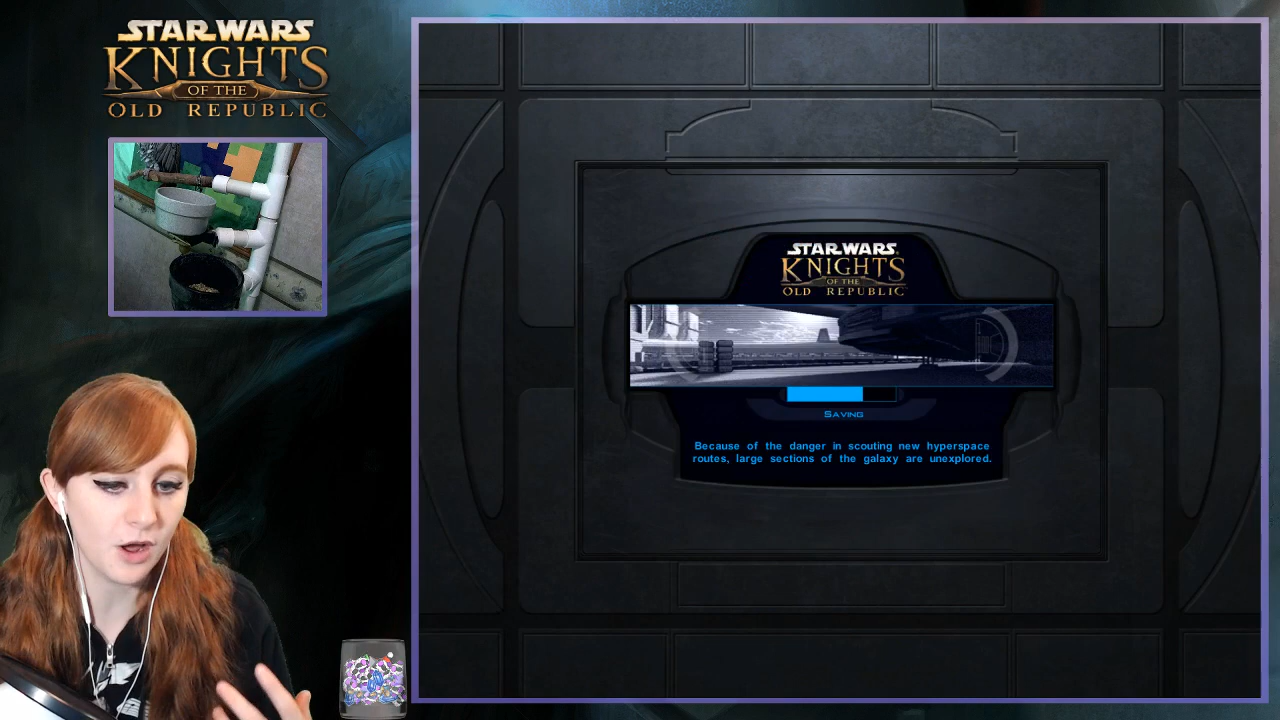 STAR WARS
KNIGHTS
OF THE
OLD REPUBLIC
STAR WARS
KNIGHTS
OF THE
OLD REPUBLIC
SAVING
Because of the danger in scouting new hyperspace
routes, large sections of the galaxy are unexplored.